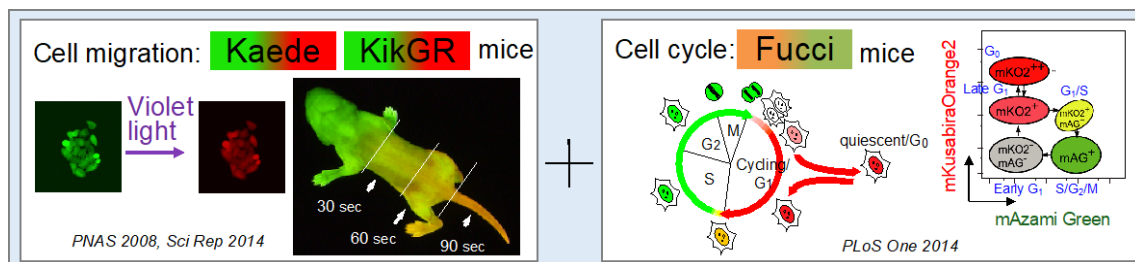 Cell migration: Kaede KikGR mice
Violet
light
30 sec
60 sec
90 sec
PNAS 2008, Sci Rep 2014
+
Cell cycle: Fucci mice
M
G2
S
Cycling/
G1
quiescent/G₀
PLoS One 2014
mKusabiraOrange2
G₀
mKO2⁺⁺
Late G₁
G₁/S
mKO2⁺
mKO2⁺
mAG⁻
mKO2⁻
mAG⁻
mAG⁺
Early G₁
S/G₂/M
mAzami Green